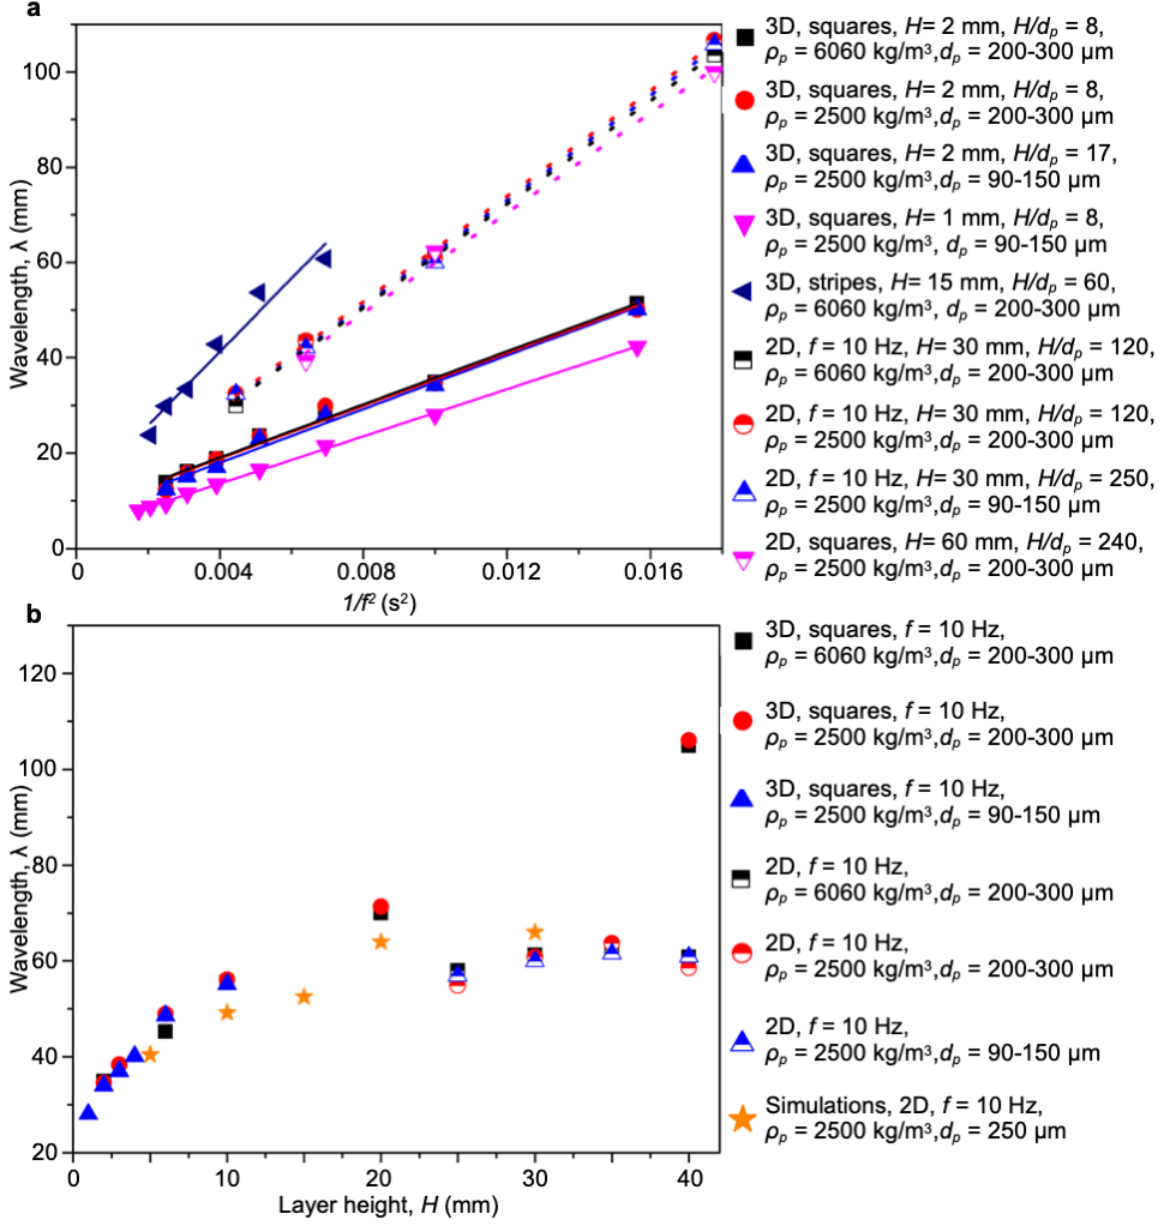 a
100
80
60
40
20
0
Wavelength, λ (mm)
0
0.004
0.008
0.012
0.016
1/f² (s²)
3D, squares, H= 2 mm, H/dₚ = 8,
ρₚ = 6060 kg/m³,dₚ = 200-300 µm
3D, squares, H= 2 mm, H/dₚ = 8,
ρₚ = 2500 kg/m³,dₚ = 200-300 µm
3D, squares, H= 2 mm, H/dₚ = 17,
ρₚ = 2500 kg/m³,dₚ = 90-150 µm
3D, squares, H= 1 mm, H/dₚ = 8,
ρₚ = 2500 kg/m³, dₚ = 90-150 µm
3D, stripes, H= 15 mm, H/dₚ = 60,
ρₚ = 6060 kg/m³, dₚ = 200-300 µm
2D, f = 10 Hz, H= 30 mm, H/dₚ = 120,
ρₚ = 6060 kg/m³,dₚ = 200-300 µm
2D, f = 10 Hz, H= 30 mm, H/dₚ = 120,
ρₚ = 2500 kg/m³,dₚ = 200-300 µm
2D, f = 10 Hz, H= 30 mm, H/dₚ = 250,
ρₚ = 2500 kg/m³,dₚ = 90-150 µm
2D, squares, H= 60 mm, H/dₚ = 240,
ρₚ = 2500 kg/m³,dₚ = 200-300 µm
b
120
100
80
60
40
20
Wavelength, λ (mm)
0
10
20
30
40
Layer height, H (mm)
3D, squares, f = 10 Hz,
ρₚ = 6060 kg/m³,dₚ = 200-300 µm
3D, squares, f = 10 Hz,
ρₚ = 2500 kg/m³,dₚ = 200-300 µm
3D, squares, f = 10 Hz,
ρₚ = 2500 kg/m³,dₚ = 90-150 µm
2D, f = 10 Hz,
ρₚ = 6060 kg/m³,dₚ = 200-300 µm
2D, f = 10 Hz,
ρₚ = 2500 kg/m³,dₚ = 200-300 µm
2D, f = 10 Hz,
ρₚ = 2500 kg/m³,dₚ = 90-150 µm
Simulations, 2D, f = 10 Hz,
ρₚ = 2500 kg/m³,dₚ = 250 µm